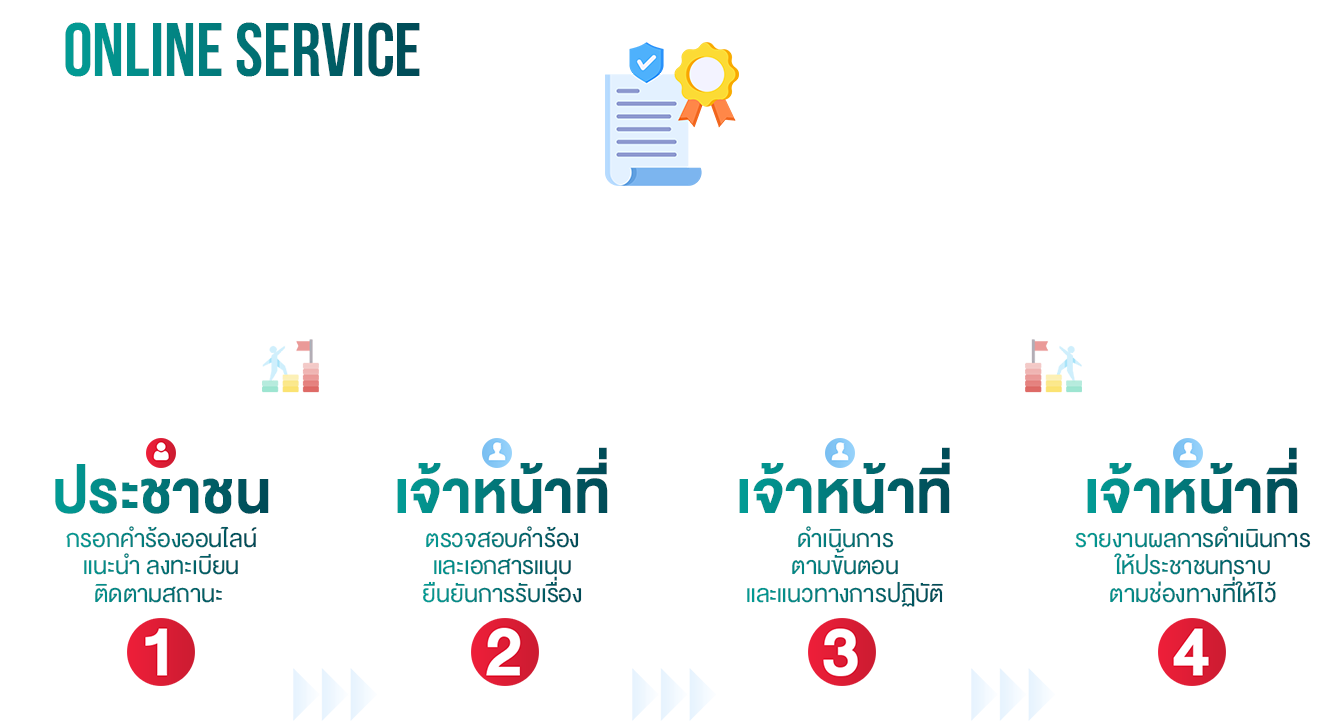 ONLINE SERVICE
ประชาชน
กรอกคำร้องออนไลน์
แนะนำ ลงทะเบียน
ติดตามสถานะ
1
เจ้าหน้าที่
ตรวจสอบคำร้อง
และเอกสารแนบ
ยืนยันการรับเรื่อง
2
เจ้าหน้าที่
ดำเนินการ
ตามขั้นตอน
และแนวทางการปฏิบัติ
3
เจ้าหน้าที่
รายงานผลการดำเนินการ
ให้ประชาชนทราบ
ตามช่องทางที่ให้ไว้
4